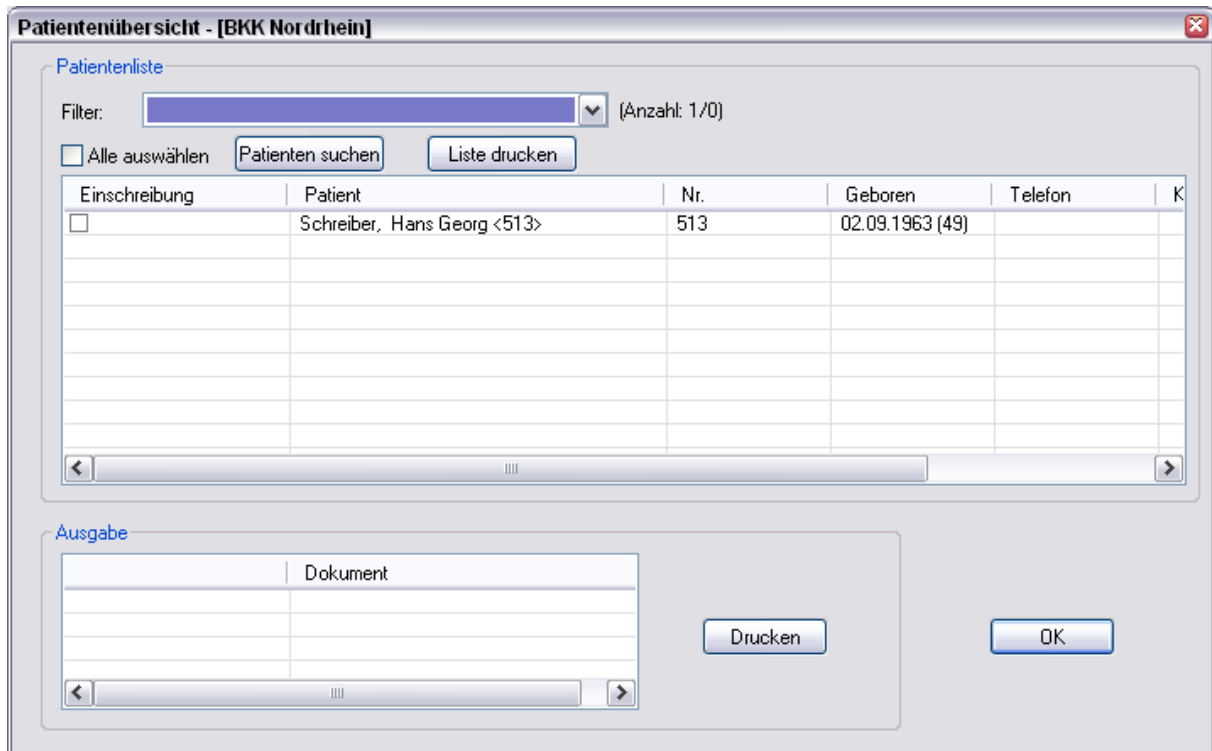 Patientenübersicht - [BKK Nordrhein]
Patientenliste
Filter: (Anzahl: 1/0)
Alle auswählen Patienten suchen Liste drucken
Einschreibung Patient Nr. Geboren Telefon K
Schreiber, Hans Georg <513> 513 02.09.1963 (49)
Ausgabe
Dokument
Drucken OK